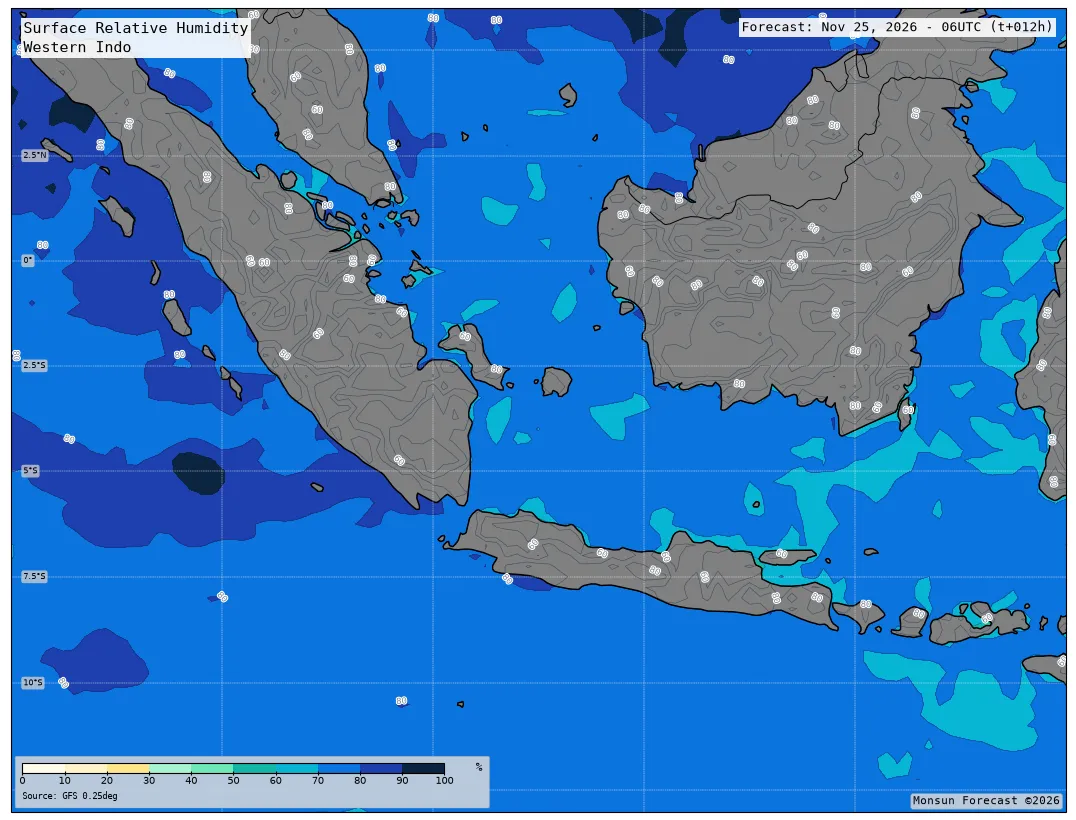 Surface Relative Humidity
Western Indo
Forecast: Nov 25, 2026 - 06UTC (t+012h)
2.5°N
0°
2.5°S
5°S
7.5°S
10°S
%
0 10 20 30 40 50 60 70 80 90 100
Source: GFS 0.25deg
Monsun Forecast ©2026